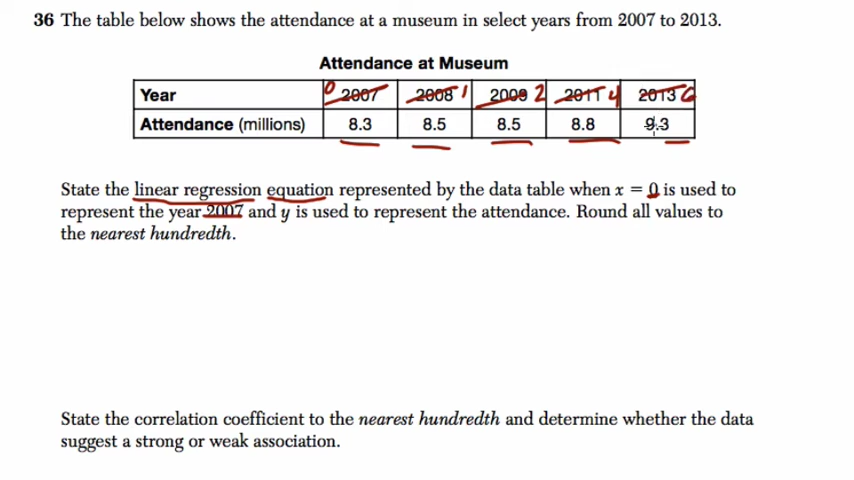 36 The table below shows the attendance at a museum in select years from 2007 to 2013.
Attendance at Museum
Year 0 2007 2008 1 2009 2 2011 4 2013 6
Attendance (millions) 8.3 8.5 8.5 8.8 9.3
State the linear regression equation represented by the data table when x = 0 is used to
represent the year 2007 and y is used to represent the attendance. Round all values to
the nearest hundredth.
State the correlation coefficient to the nearest hundredth and determine whether the data
suggest a strong or weak association.